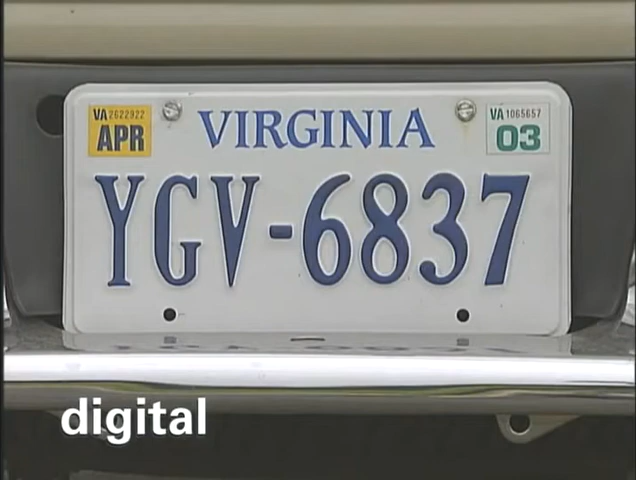 VA 2622922
APR
VIRGINIA
VA 1065657
03
YGV-6837
digital